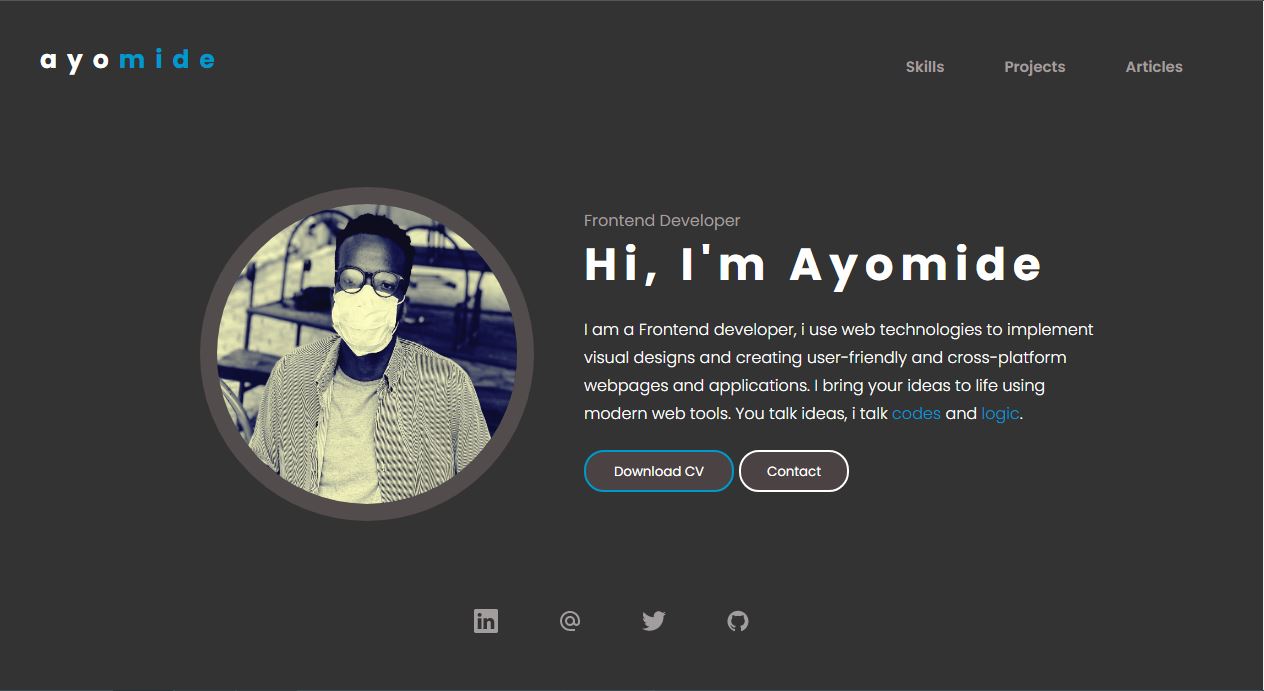 ayomide
Skills Projects Articles
Frontend Developer
Hi, I'm Ayomide
I am a Frontend developer, i use web technologies to implement
visual designs and creating user-friendly and cross-platform
webpages and applications. I bring your ideas to life using
modern web tools. You talk ideas, i talk codes and logic.
Download CV Contact